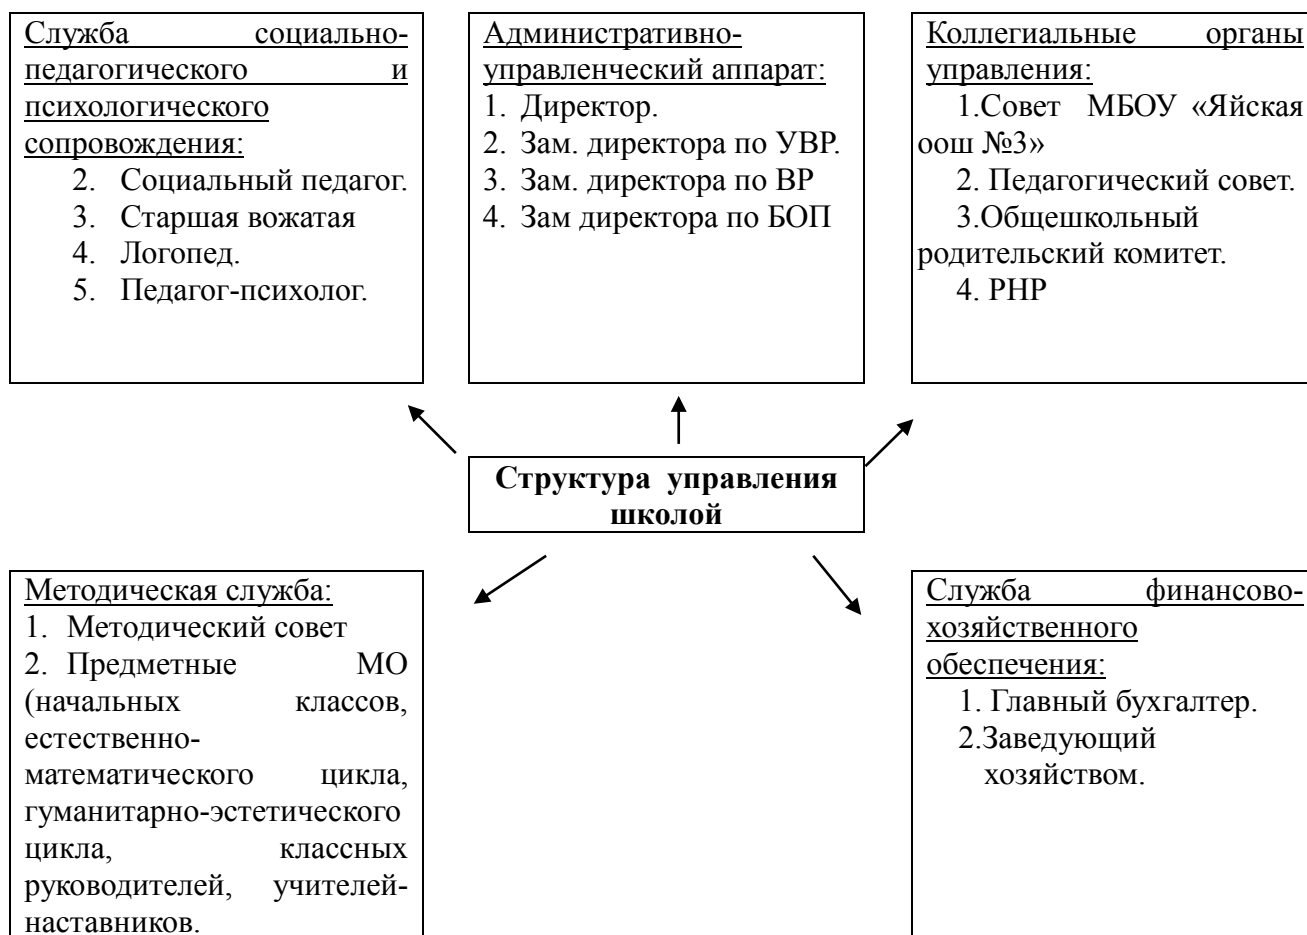 Служба социально-
педагогического и
психологического
сопровождения:
2. Социальный педагог.
3. Старшая вожатая
4. Логопед.
5. Педагог-психолог.
Административно-
управленческий аппарат:
1. Директор.
2. Зам. директора по УВР.
3. Зам. директора по ВР
4. Зам директора по БОП
Коллегиальные органы
управления:
1.Совет МБОУ «Яйская
оош №3»
2. Педагогический совет.
3.Общешкольный
родительский комитет.
4. РНР
Структура управления
школой
Методическая служба:
1. Методический совет
2. Предметные МО
(начальных классов,
естественно-
математического цикла,
гуманитарно-эстетического
цикла, классных
руководителей, учителей-
наставников.
Служба финансово-
хозяйственного
обеспечения:
1. Главный бухгалтер.
2.Заведующий
хозяйством.